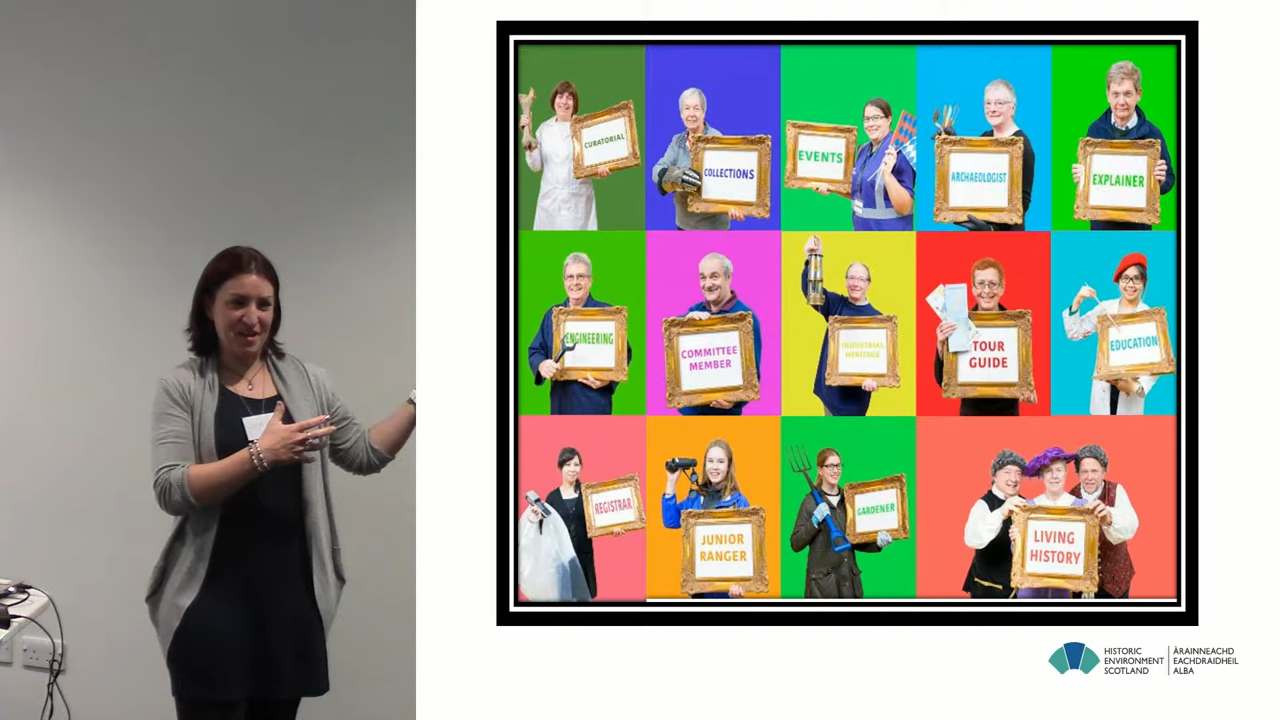 CURATORIAL
COLLECTIONS
EVENTS
ARCHAEOLOGIST
EXPLAINER
ENGINEERING
COMMITTEE
MEMBER
INDUSTRIAL
HERITAGE
TOUR
GUIDE
EDUCATION
REGISTRAR
JUNIOR
RANGER
GARDENER
LIVING
HISTORY
HISTORIC
ENVIRONMENT
SCOTLAND
ÀRAINNEACHD
EACHDRAIDHEIL
ALBA